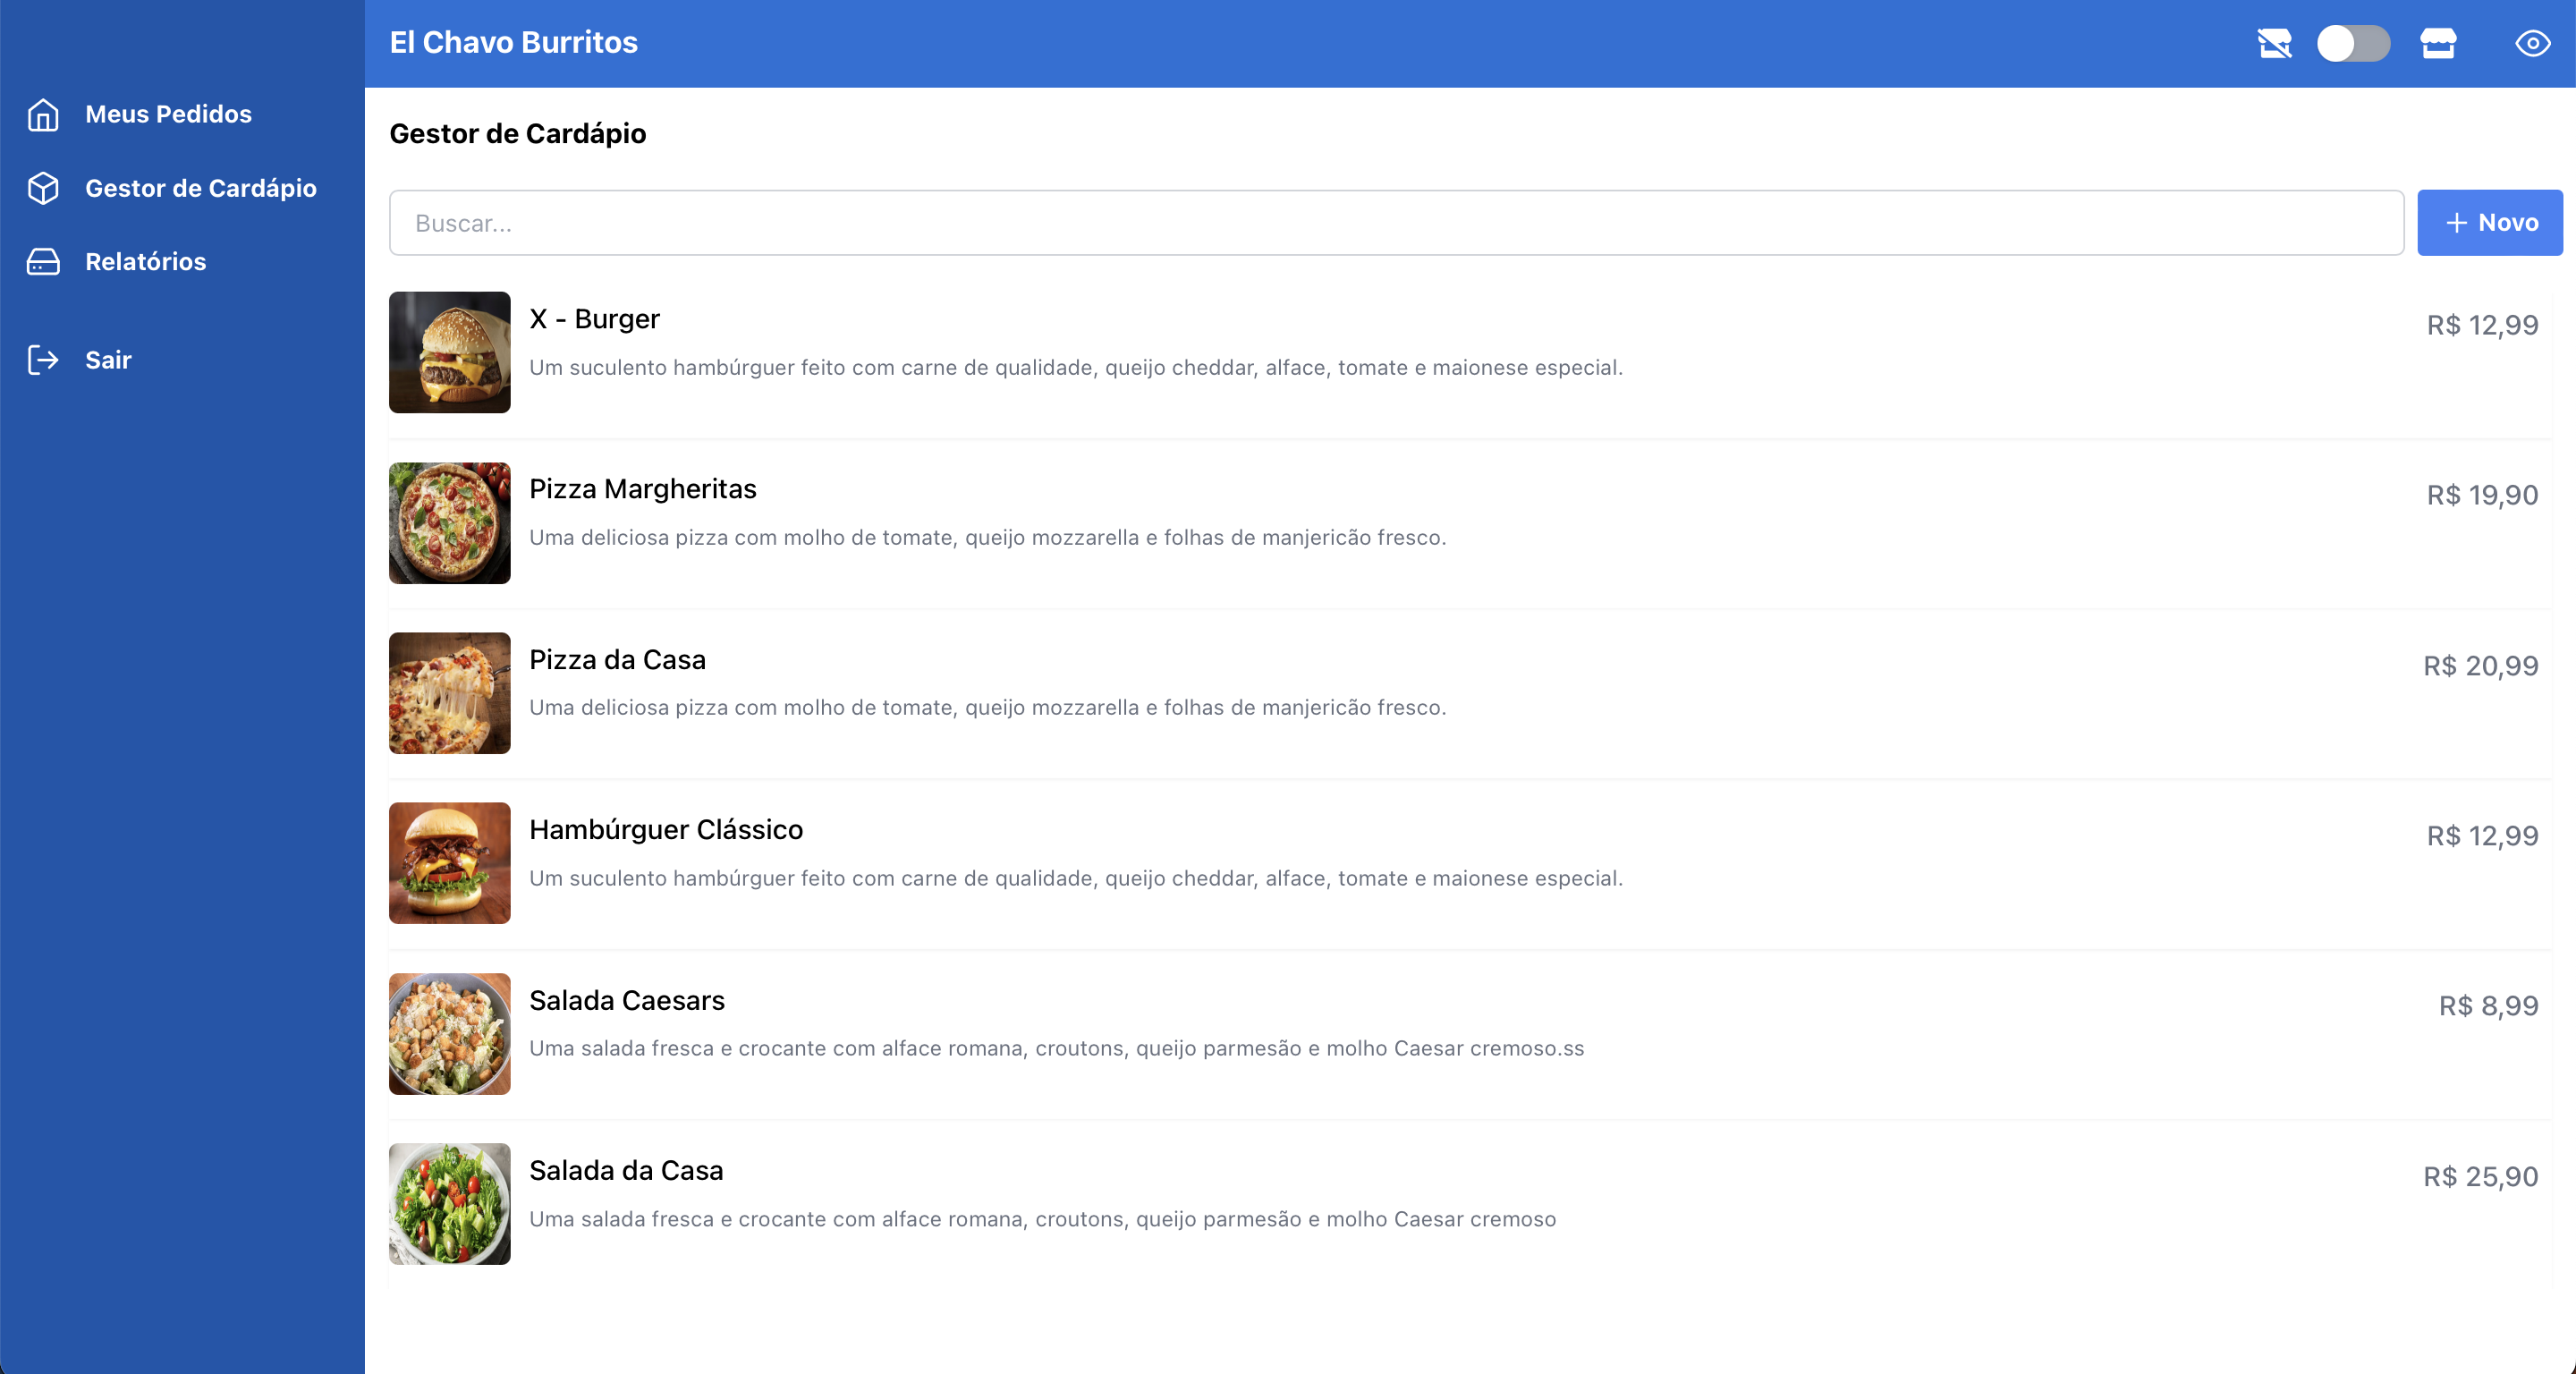 El Chavo Burritos
Meus Pedidos
Gestor de Cardápio
Relatórios
Sair
Gestor de Cardápio
Buscar...
Novo
X - Burger
R$ 12,99
Um suculento hambúrguer feito com carne de qualidade, queijo cheddar, alface, tomate e maionese especial.
Pizza Margheritas
R$ 19,90
Uma deliciosa pizza com molho de tomate, queijo mozzarella e folhas de manjericão fresco.
Pizza da Casa
R$ 20,99
Uma deliciosa pizza com molho de tomate, queijo mozzarella e folhas de manjericão fresco.
Hambúrguer Clássico
R$ 12,99
Um suculento hambúrguer feito com carne de qualidade, queijo cheddar, alface, tomate e maionese especial.
Salada Caesars
R$ 8,99
Uma salada fresca e crocante com alface romana, croutons, queijo parmesão e molho Caesar cremoso.ss
Salada da Casa
R$ 25,90
Uma salada fresca e crocante com alface romana, croutons, queijo parmesão e molho Caesar cremoso